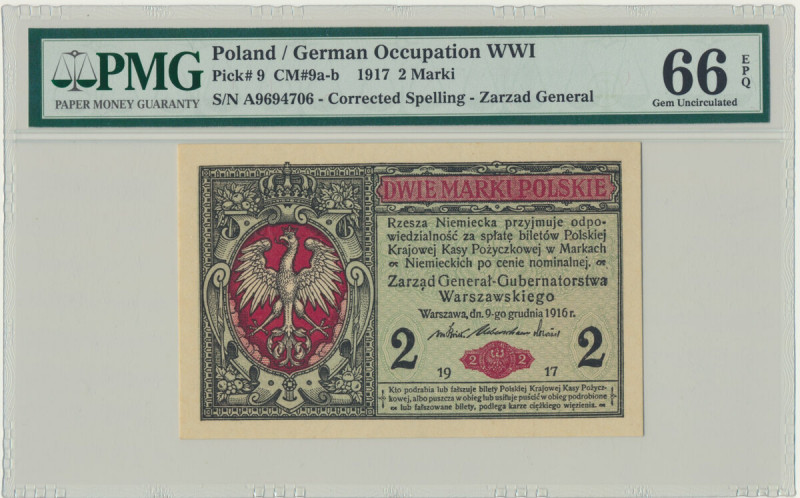 PMG
PAPER MONEY GUARANTY
Poland / German Occupation WWI
Pick# 9 CM#9a-b 1917 2 Marki
S/N A9694706 - Corrected Spelling - Zarzad General
66 EPQ
Gem Uncirculated
DWIE MARKI POLSKIE
Rzesza Niemiecka przyjmuje odpo-
wiedzialność za spłatę biletów Polskiej
Krajowej Kasy Pożyczkowej w Markach
Niemieckich po cenie nominalnej.
Zarząd Generał-Gubernatorstwa
Warszawskiego
Warszawa, dn. 9-go grudnia 1916 r.
2 2 2 2
19 17
Kto podrabia lub fałszuje bilety Polskiej Krajowej Kasy Pożycz-
kowej, albo puszcza w obieg lub usiłuje puścić w obieg podrobione
lub fałszowane bilety, podlega karze ciężkiego więzienia.